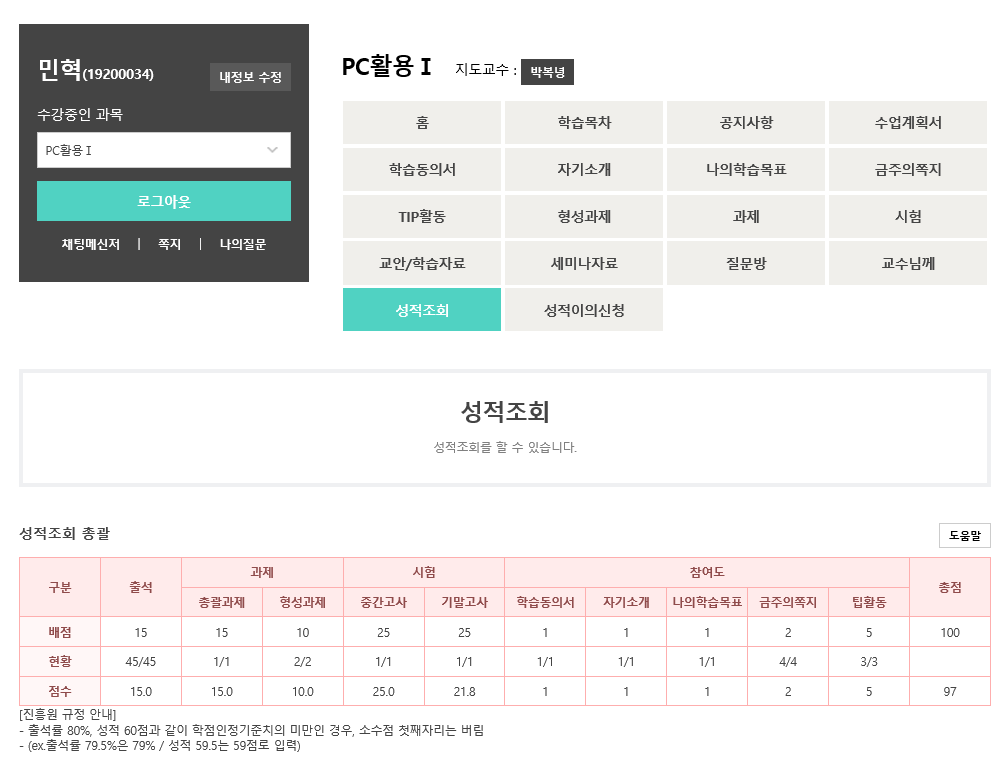 민혁(19200034)
내정보 수정
수강중인 과목
PC활용 I
로그아웃
채팅메신저 | 쪽지 | 나의질문
PC활용 I 지도교수 : 박복녕
홈 학습목차 공지사항 수업계획서
학습동의서 자기소개 나의학습목표 금주의쪽지
TIP활동 형성과제 과제 시험
교안/학습자료 세미나자료 질문방 교수님께
성적조회 성적이의신청
성적조회
성적조회를 할 수 있습니다.
성적조회 총괄
도움말
구분 출석 과제 시험 참여도 총점
총괄과제 형성과제 중간고사 기말고사 학습동의서 자기소개 나의학습목표 금주의쪽지 팁활동
배점 15 15 10 25 25 1 1 1 2 5 100
현황 45/45 1/1 2/2 1/1 1/1 1/1 1/1 1/1 4/4 3/3
점수 15.0 15.0 10.0 25.0 21.8 1 1 1 2 5 97
[진흥원 규정 안내]
- 출석률 80%, 성적 60점과 같이 학점인정기준치의 미만인 경우, 소수점 첫째자리는 버림
- (ex.출석률 79.5%은 79% / 성적 59.5는 59점로 입력)